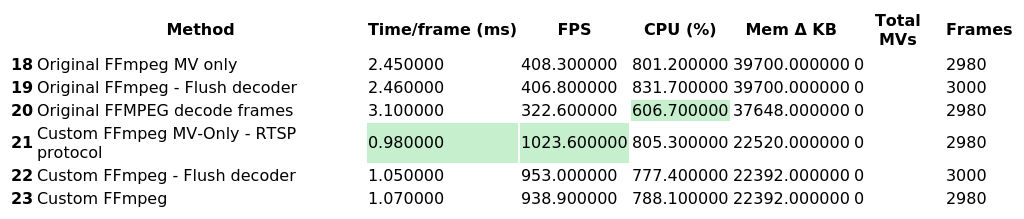 Method Time/frame (ms) FPS CPU (%) Mem Δ KB Total MVs Frames
18 Original FFmpeg MV only 2.450000 408.300000 801.200000 39700.000000 0 2980
19 Original FFmpeg - Flush decoder 2.460000 406.800000 831.700000 39700.000000 0 3000
20 Original FFMPEG decode frames 3.100000 322.600000 606.700000 37648.000000 0 2980
21 Custom FFmpeg MV-Only - RTSP protocol 0.980000 1023.600000 805.300000 22520.000000 0 2980
22 Custom FFmpeg - Flush decoder 1.050000 953.000000 777.400000 22392.000000 0 3000
23 Custom FFmpeg 1.070000 938.900000 788.100000 22392.000000 0 2980